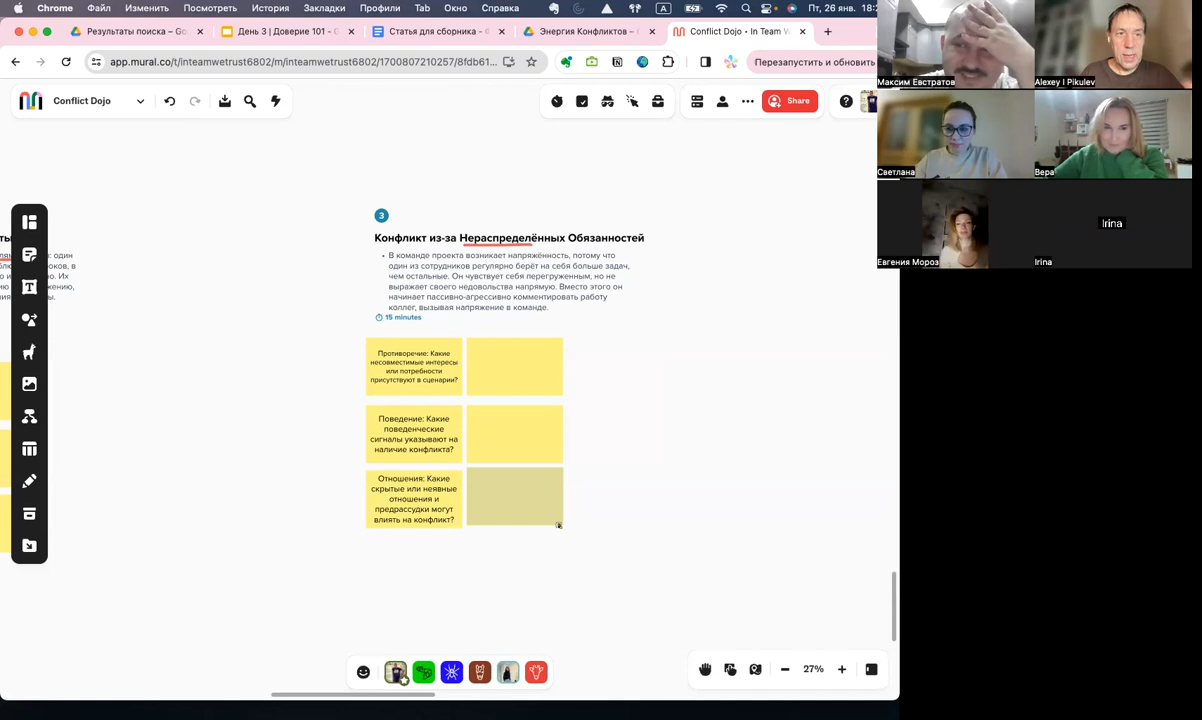 Chrome Файл Изменить Посмотреть История Закладки Профили Tab Окно Справка A Пт, 26 янв. 18:2
Результаты поиска – Go
День 3 | Доверие 101 -
Статья для сборника -
Энергия Конфликтов –
Conflict Dojo • In Team W
app.mural.co/t/inteamwetrust6802/m/inteamwetrust6802/1700807210257/8fdb61...
Перезапустить и обновить
Conflict Dojo
Share
Максим Евстратов
Alexey I Pikulev
Светлана
Вера
Евгения Мороз
Irina
Irina
3
Конфликт из-за Нераспределённых Обязанностей
• В команде проекта возникает напряжённость, потому что
один из сотрудников регулярно берёт на себя больше задач,
чем остальные. Он чувствует себя перегруженным, но не
выражает своего недовольства напрямую. Вместо этого он
начинает пассивно-агрессивно комментировать работу
коллег, вызывая напряжение в команде.
15 minutes
Противоречие: Какие
несовместимые интересы
или потребности
присутствуют в сценарии?
Поведение: Какие
поведенческие
сигналы указывают на
наличие конфликта?
Отношения: Какие
скрытые или неявные
отношения и
предрассудки могут
влиять на конфликт?
27%